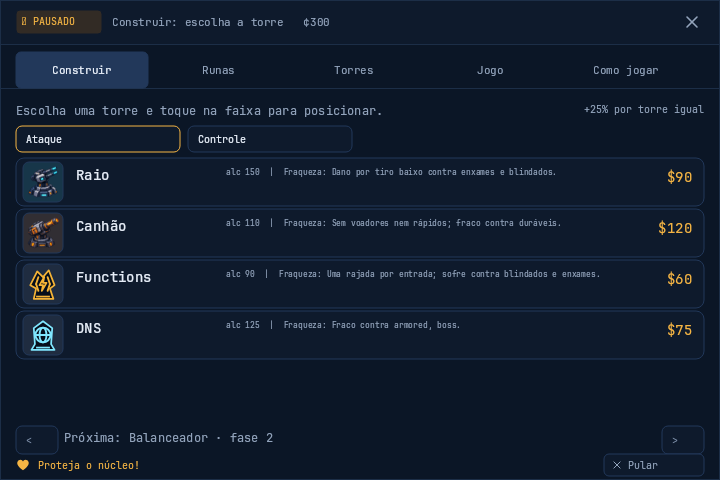 PAUSADO Construir: escolha a torre $300
Construir Runas Torres Jogo Como jogar
Escolha uma torre e toque na faixa para posicionar. +25% por torre igual
Ataque Controle
Raio alc 150 | Fraqueza: Dano por tiro baixo contra enxames e blindados. $90
Canhão alc 110 | Fraqueza: Sem voadores nem rápidos; fraco contra duráveis. $120
Functions alc 90 | Fraqueza: Uma rajada por entrada; sofre contra blindados e enxames. $60
DNS alc 125 | Fraqueza: Fraco contra armored, boss. $75
< Próxima: Balanceador · fase 2 >
Proteja o núcleo! Pular